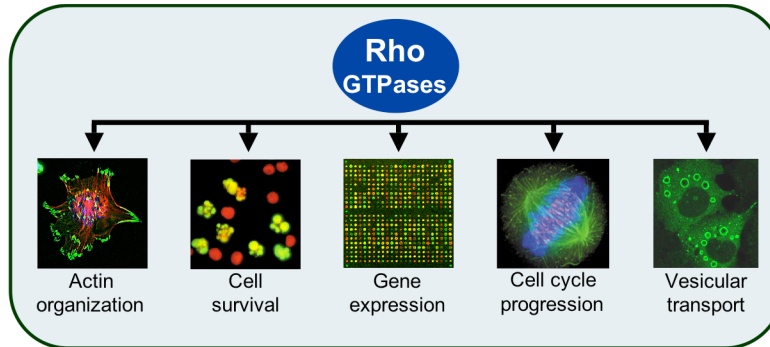 Rho
GTPases
Actin
organization
Cell
survival
Gene
expression
Cell cycle
progression
Vesicular
transport